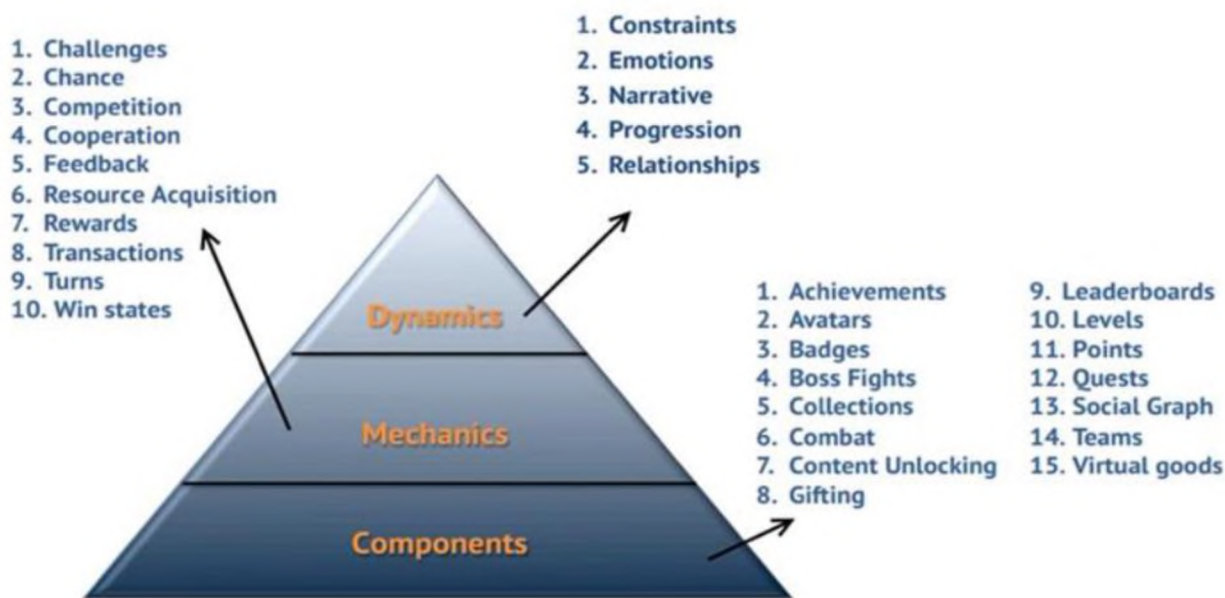 1. Challenges
2. Chance
3. Competition
4. Cooperation
5. Feedback
6. Resource Acquisition
7. Rewards
8. Transactions
9. Turns
10. Win states
1. Constraints
2. Emotions
3. Narrative
4. Progression
5. Relationships
Dynamics
Mechanics
Components
1. Achievements
2. Avatars
3. Badges
4. Boss Fights
5. Collections
6. Combat
7. Content Unlocking
8. Gifting
9. Leaderboards
10. Levels
11. Points
12. Quests
13. Social Graph
14. Teams
15. Virtual goods